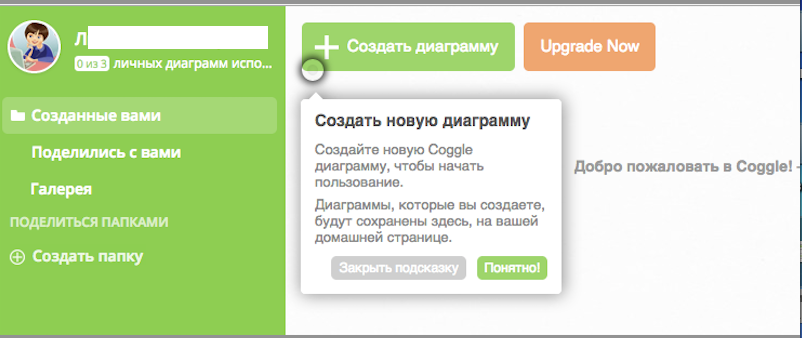 Л
0 из 3 личных диаграмм испо...
Созданные вами
Поделились с вами
Галерея
ПОДЕЛИТЬСЯ ПАПКАМИ
Создать папку
Создать диаграмму
Upgrade Now
Создать новую диаграмму
Создайте новую Coggle
диаграмму, чтобы начать
пользование.
Диаграммы, которые вы создаете,
будут сохранены здесь, на вашей
домашней странице.
Закрыть подсказку
Понятно!
Добро пожаловать в Coggle! -